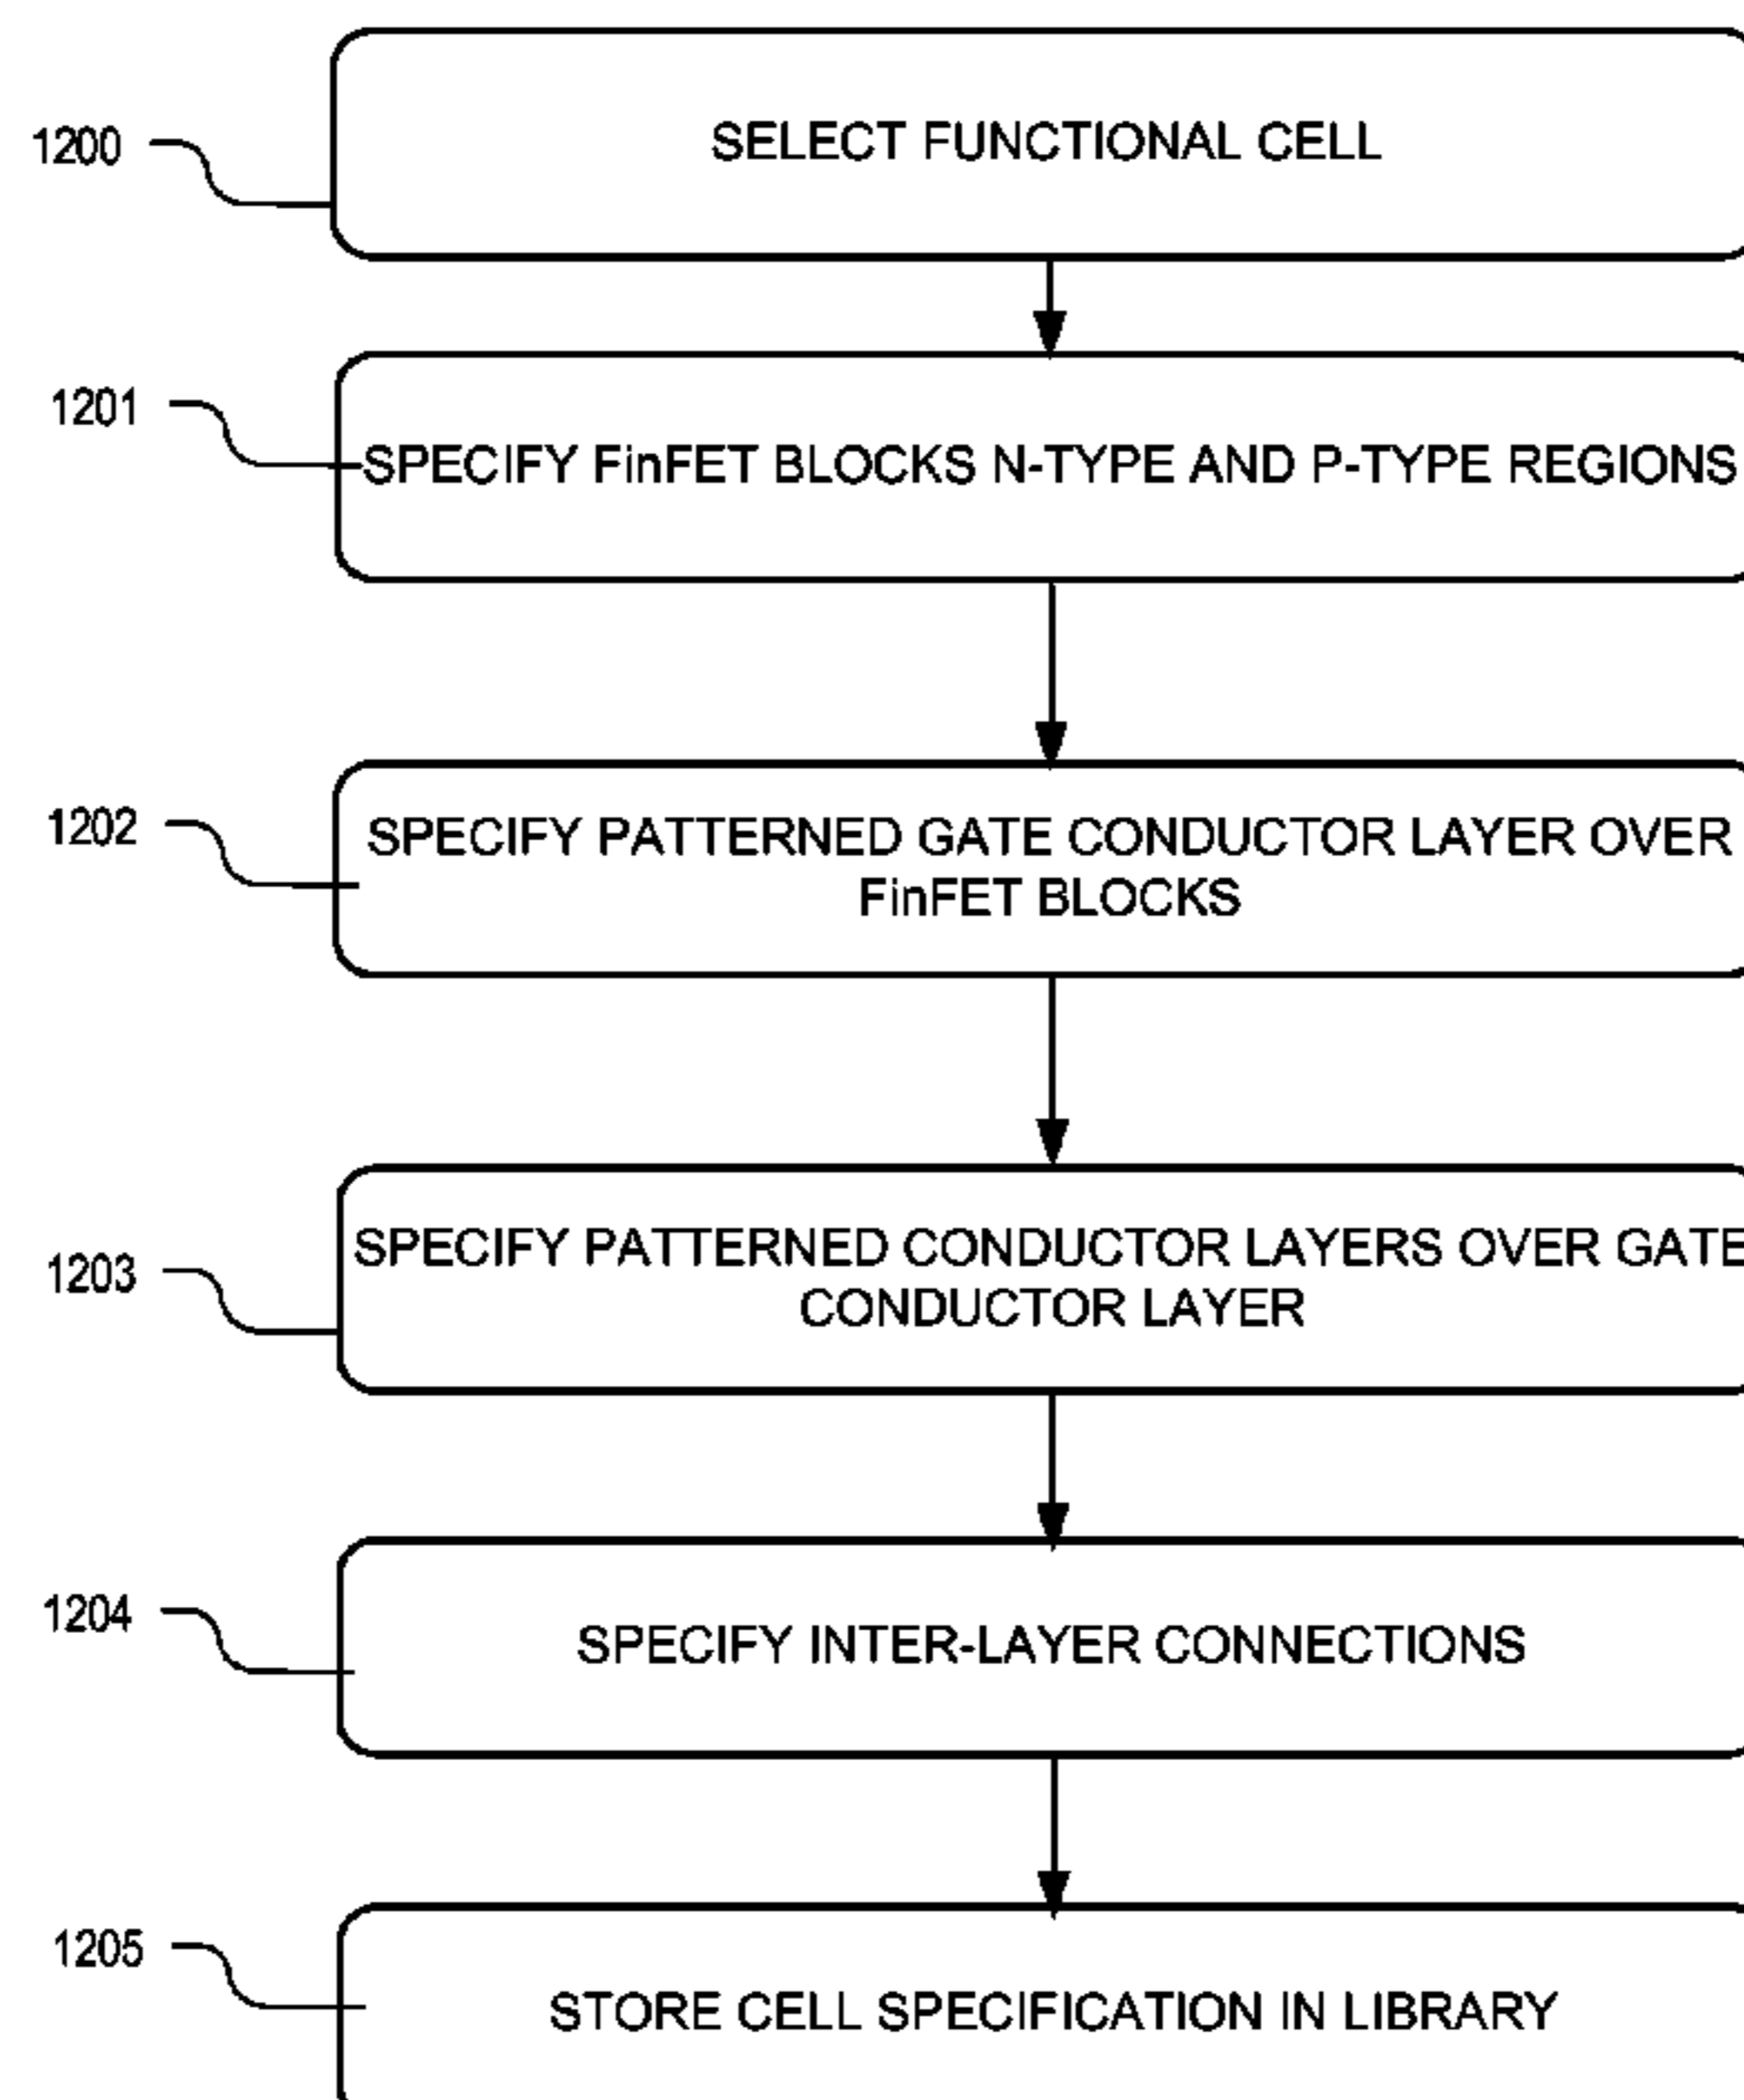 1200
SELECT FUNCTIONAL CELL
1201
SPECIFY FinFET BLOCKS N-TYPE AND P-TYPE REGIONS
1202
SPECIFY PATTERNED GATE CONDUCTOR LAYER OVER
FinFET BLOCKS
1203
SPECIFY PATTERNED CONDUCTOR LAYERS OVER GATE
CONDUCTOR LAYER
1204
SPECIFY INTER-LAYER CONNECTIONS
1205
STORE CELL SPECIFICATION IN LIBRARY